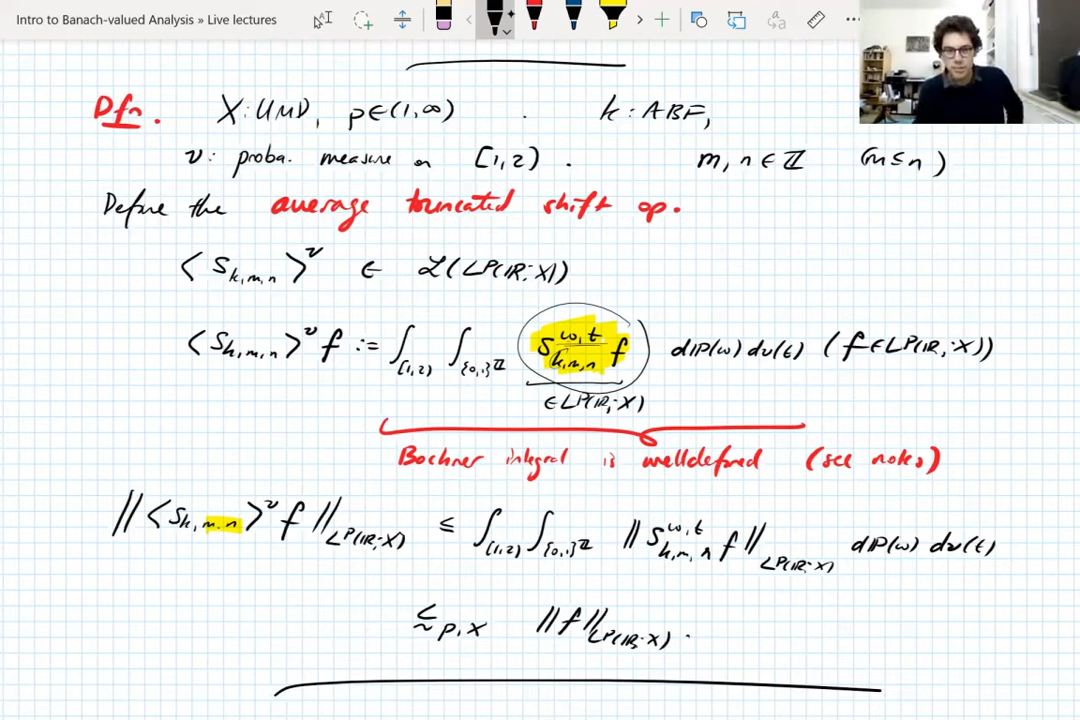 Intro to Banach-valued Analysis » Live lectures
Dfn. X: UMD, p∈(1,∞) . k: ABF,
ν: proba. measure on [1,2) . m, n ∈ ℤ (m≤n)
Define the average truncated shift op.
⟨S_{k,m,n}⟩^ν ∈ ℒ(L^p(ℝ;X))
⟨S_{k,m,n}⟩^ν f := ∫_{[1,2)} ∫_{{0,1}^ℤ} (S^{ω,t}_{k,m,n} f) dℙ(ω) dν(t) (f∈L^p(ℝ;X))
∈ L^p(ℝ;X)
Bochner integral is welldefined (see notes)
||⟨S_{k,m,n}⟩^ν f||_{L^p(ℝ;X)} ≤ ∫_{[1,2)} ∫_{{0,1}^ℤ} ||S^{ω,t}_{k,m,n} f||_{L^p(ℝ;X)} dℙ(ω) dν(t)
≲_{p,X} ||f||_{L^p(ℝ;X)}.